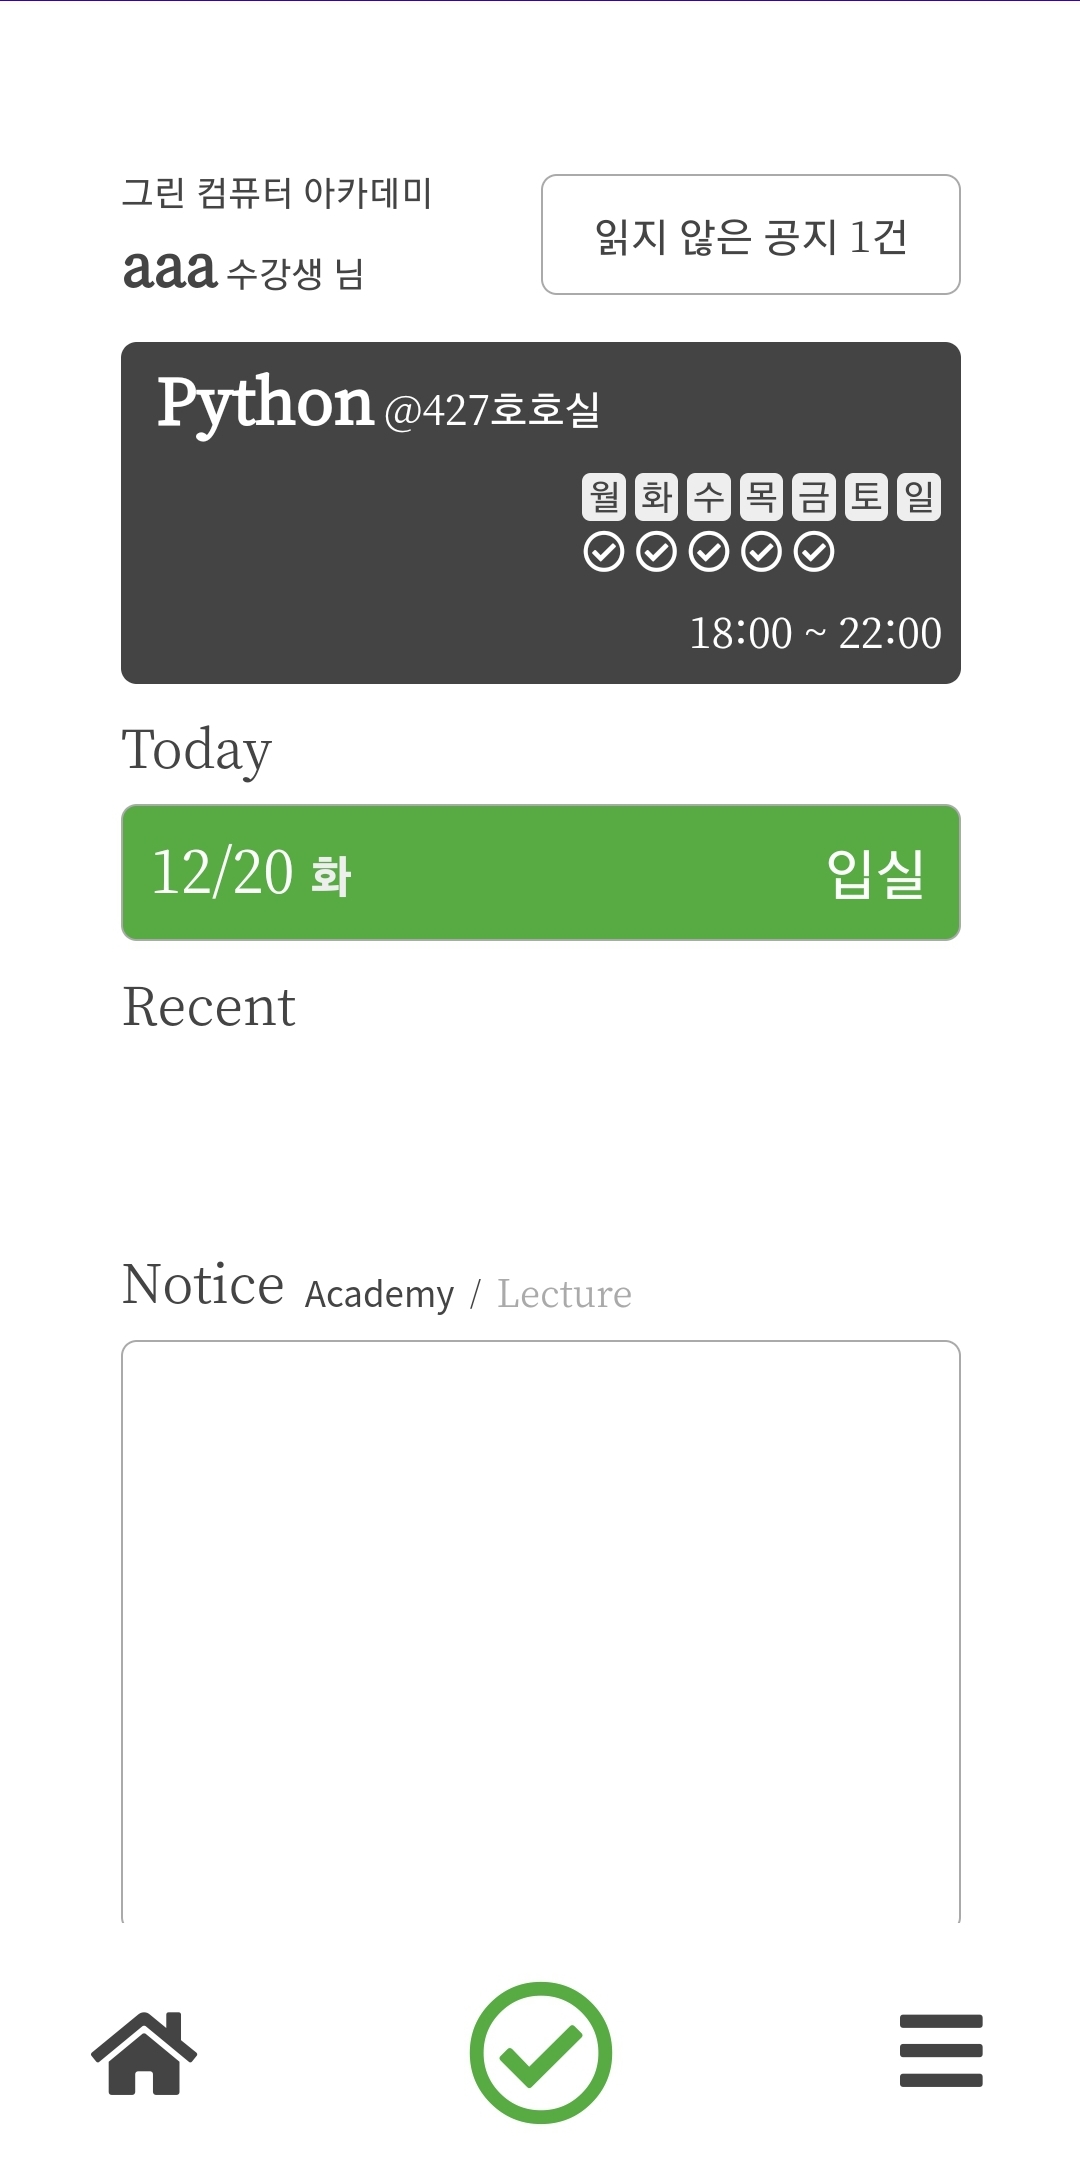 그린 컴퓨터 아카데미
aaa 수강생 님
읽지 않은 공지 1건
Python @427호호실
월 화 수 목 금 토 일
18:00 ~ 22:00
Today
12/20 화 입실
Recent
Notice Academy / Lecture